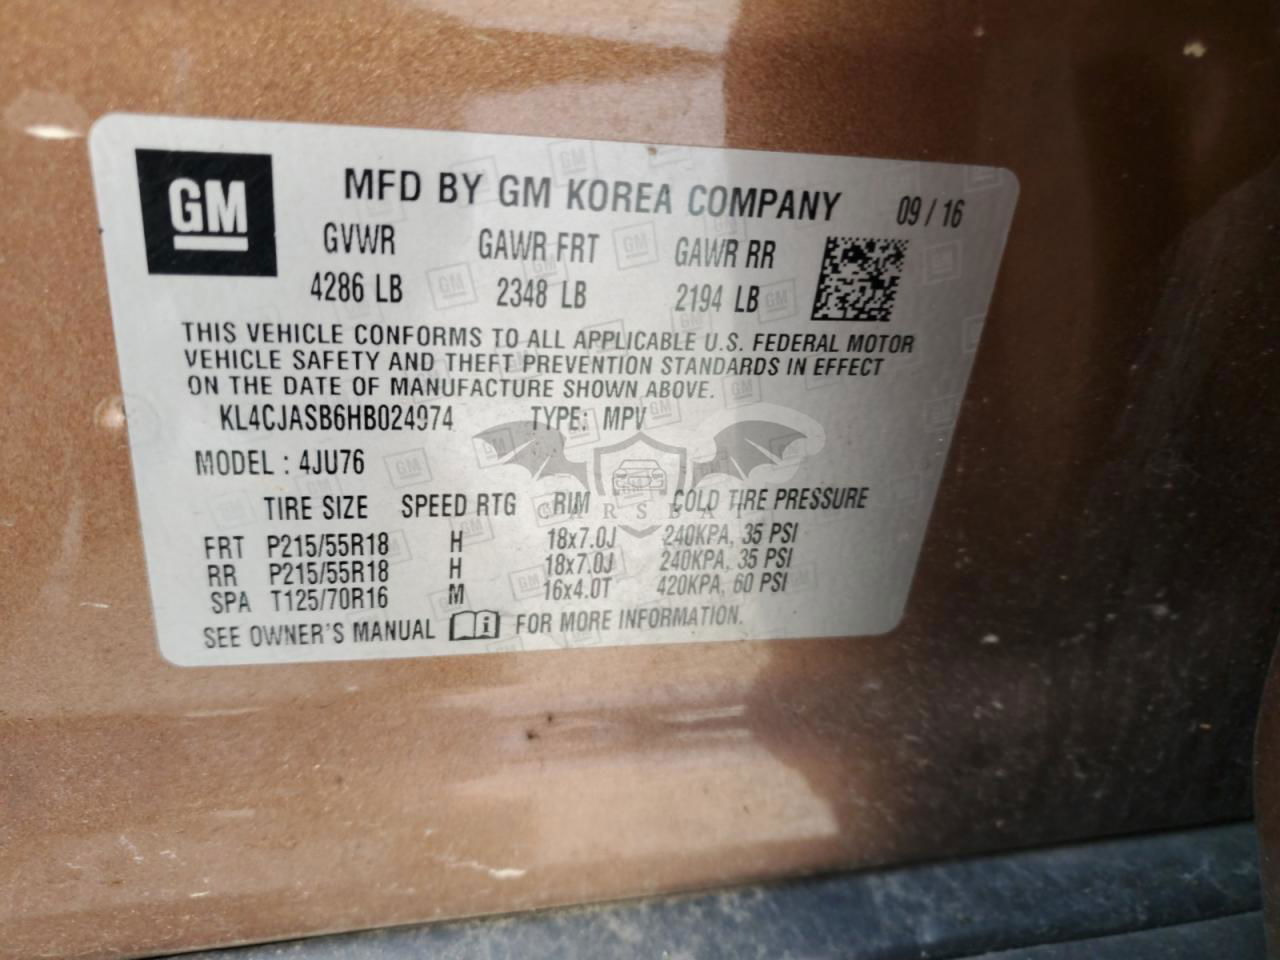 GM
MFD BY GM KOREA COMPANY 09 / 16
GVWR GAWR FRT GAWR RR
4286 LB 2348 LB 2194 LB
THIS VEHICLE CONFORMS TO ALL APPLICABLE U.S. FEDERAL MOTOR
VEHICLE SAFETY AND THEFT PREVENTION STANDARDS IN EFFECT
ON THE DATE OF MANUFACTURE SHOWN ABOVE.
KL4CJASB6HB024974 TYPE: MPV
MODEL : 4JU76
TIRE SIZE SPEED RTG RIM COLD TIRE PRESSURE
FRT P215/55R18 H 18x7.0J 240KPA, 35 PSI
RR P215/55R18 H 18x7.0J 240KPA, 35 PSI
SPA T125/70R16 M 16x4.0T 420KPA, 60 PSI
SEE OWNER'S MANUAL FOR MORE INFORMATION.
CARSBAT